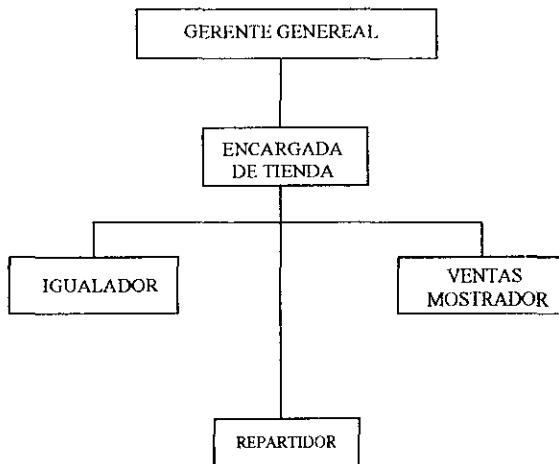 GERENTE GENEREAL
ENCARGADA
DE TIENDA
IGUALADOR
VENTAS
MOSTRADOR
REPARTIDOR